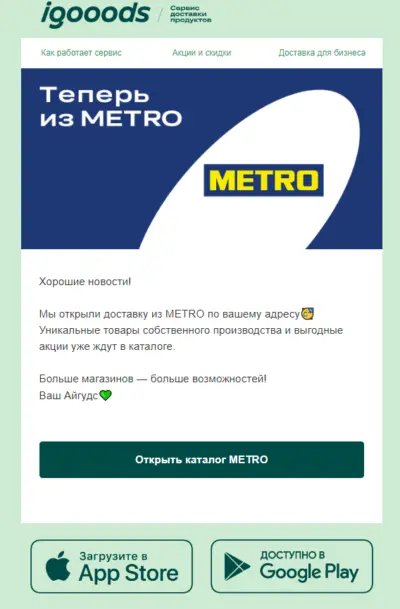 igooods / Сервис
доставки
продуктов
Как работает сервис Акции и скидки Доставка для бизнеса
Теперь
из METRO
METRO
Хорошие новости!
Мы открыли доставку из METRO по вашему адресу🥳
Уникальные товары собственного производства и выгодные
акции уже ждут в каталоге.
Больше магазинов — больше возможностей!
Ваш Айгудс💚
Открыть каталог METRO
Загрузите в
App Store
ДОСТУПНО В
Google Play